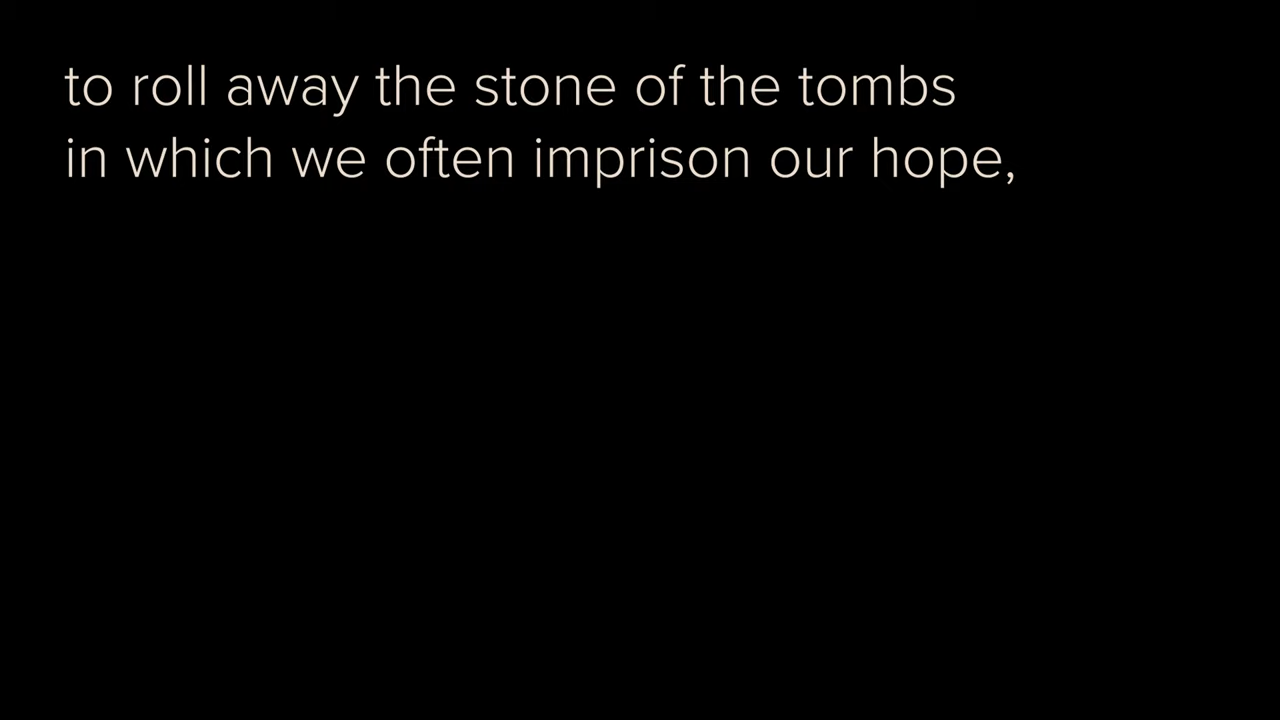 to roll away the stone of the tombs
in which we often imprison our hope,